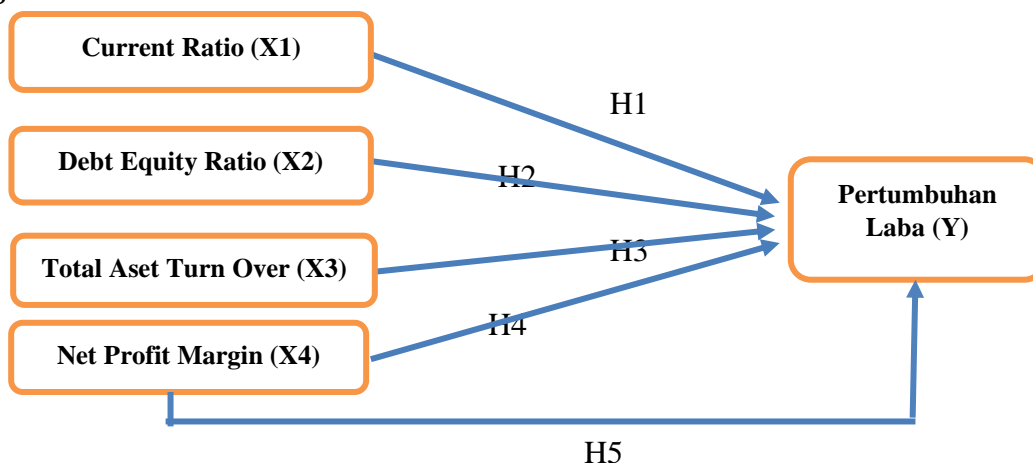 Current Ratio (X1)
H1
Debt Equity Ratio (X2)
H2
Pertumbuhan
Laba (Y)
Total Aset Turn Over (X3)
H3
H4
Net Profit Margin (X4)
H5